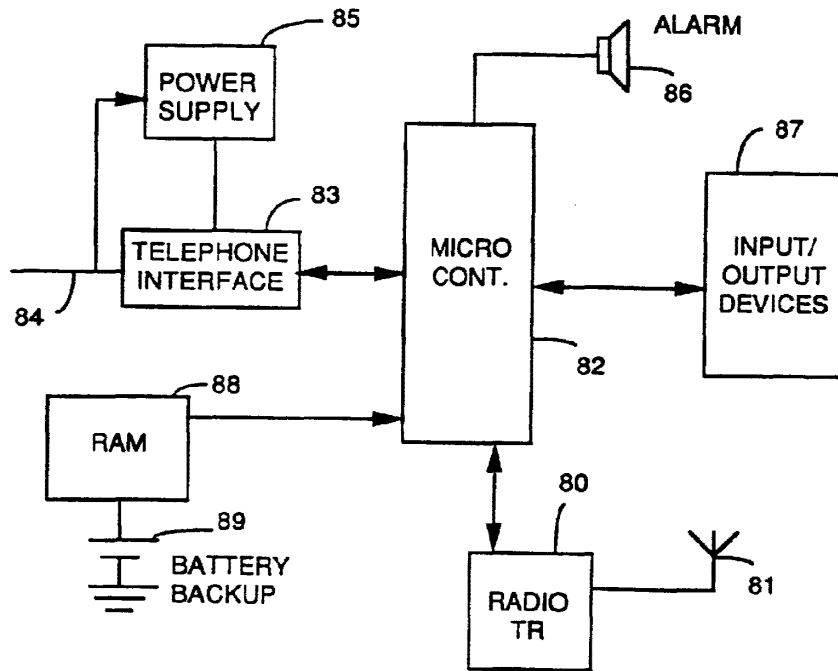 85
ALARM
POWER
SUPPLY
86
87
83
TELEPHONE
INTERFACE
MICRO
CONT.
INPUT/
OUTPUT
DEVICES
84
82
88
RAM
80
89
BATTERY
BACKUP
RADIO
TR
81